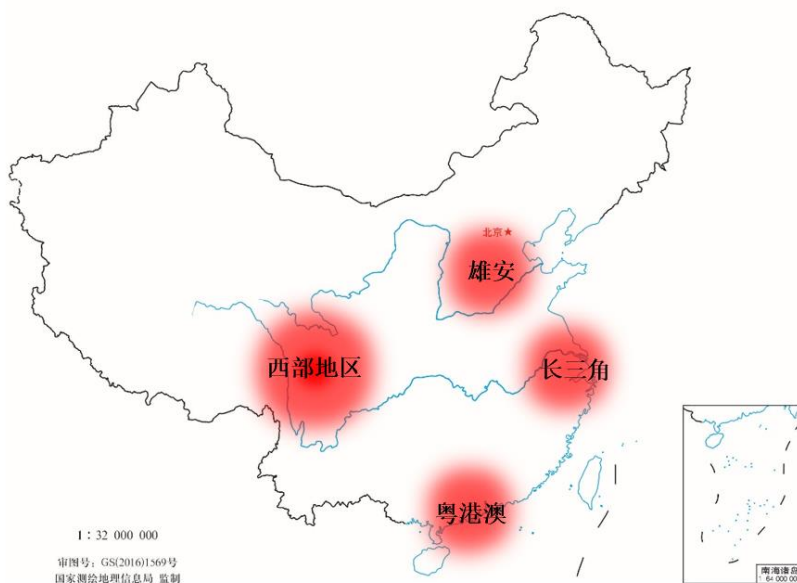 北京★
雄安
西部地区
长三角
粤港澳
1：32 000 000
审图号：GS(2016)1569号
国家测绘地理信息局 监制
南海诸岛